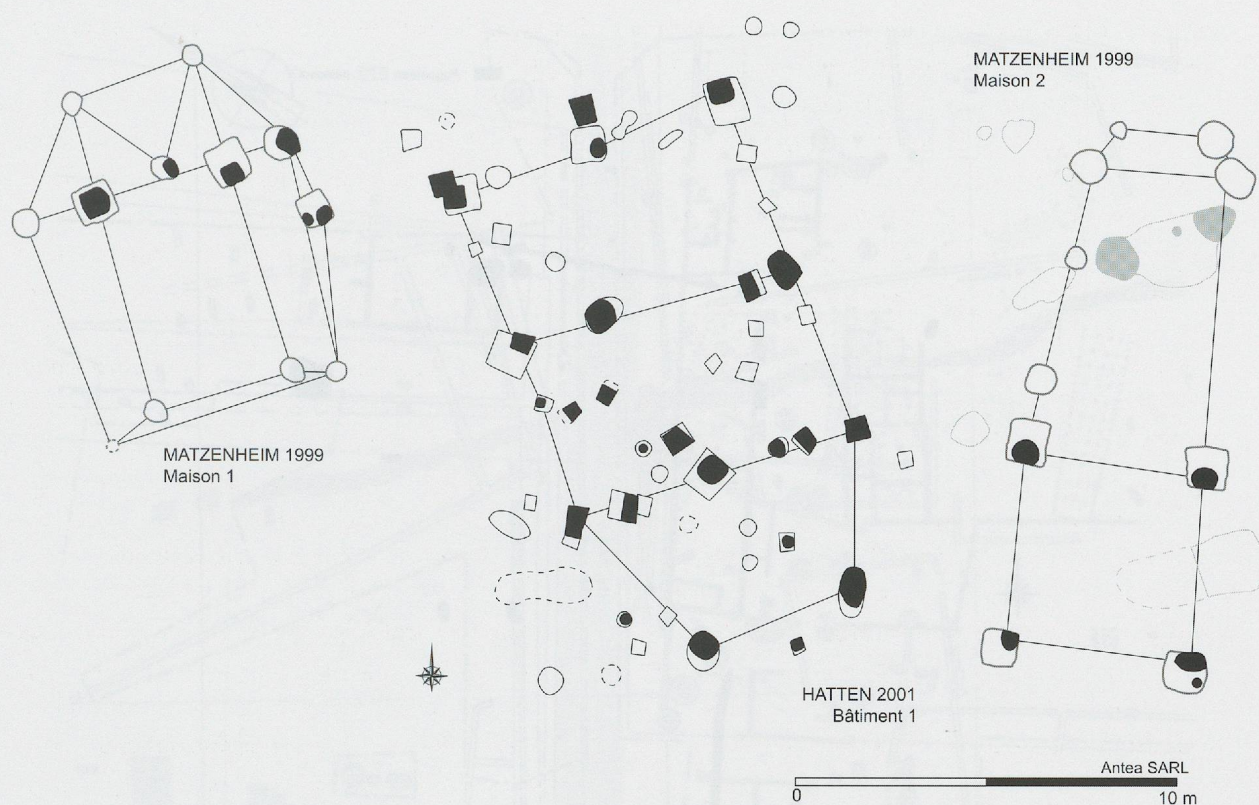 MATZENHEIM 1999
Maison 1
MATZENHEIM 1999
Maison 2
HATTEN 2001
Bâtiment 1
Antea SARL
0
10 m